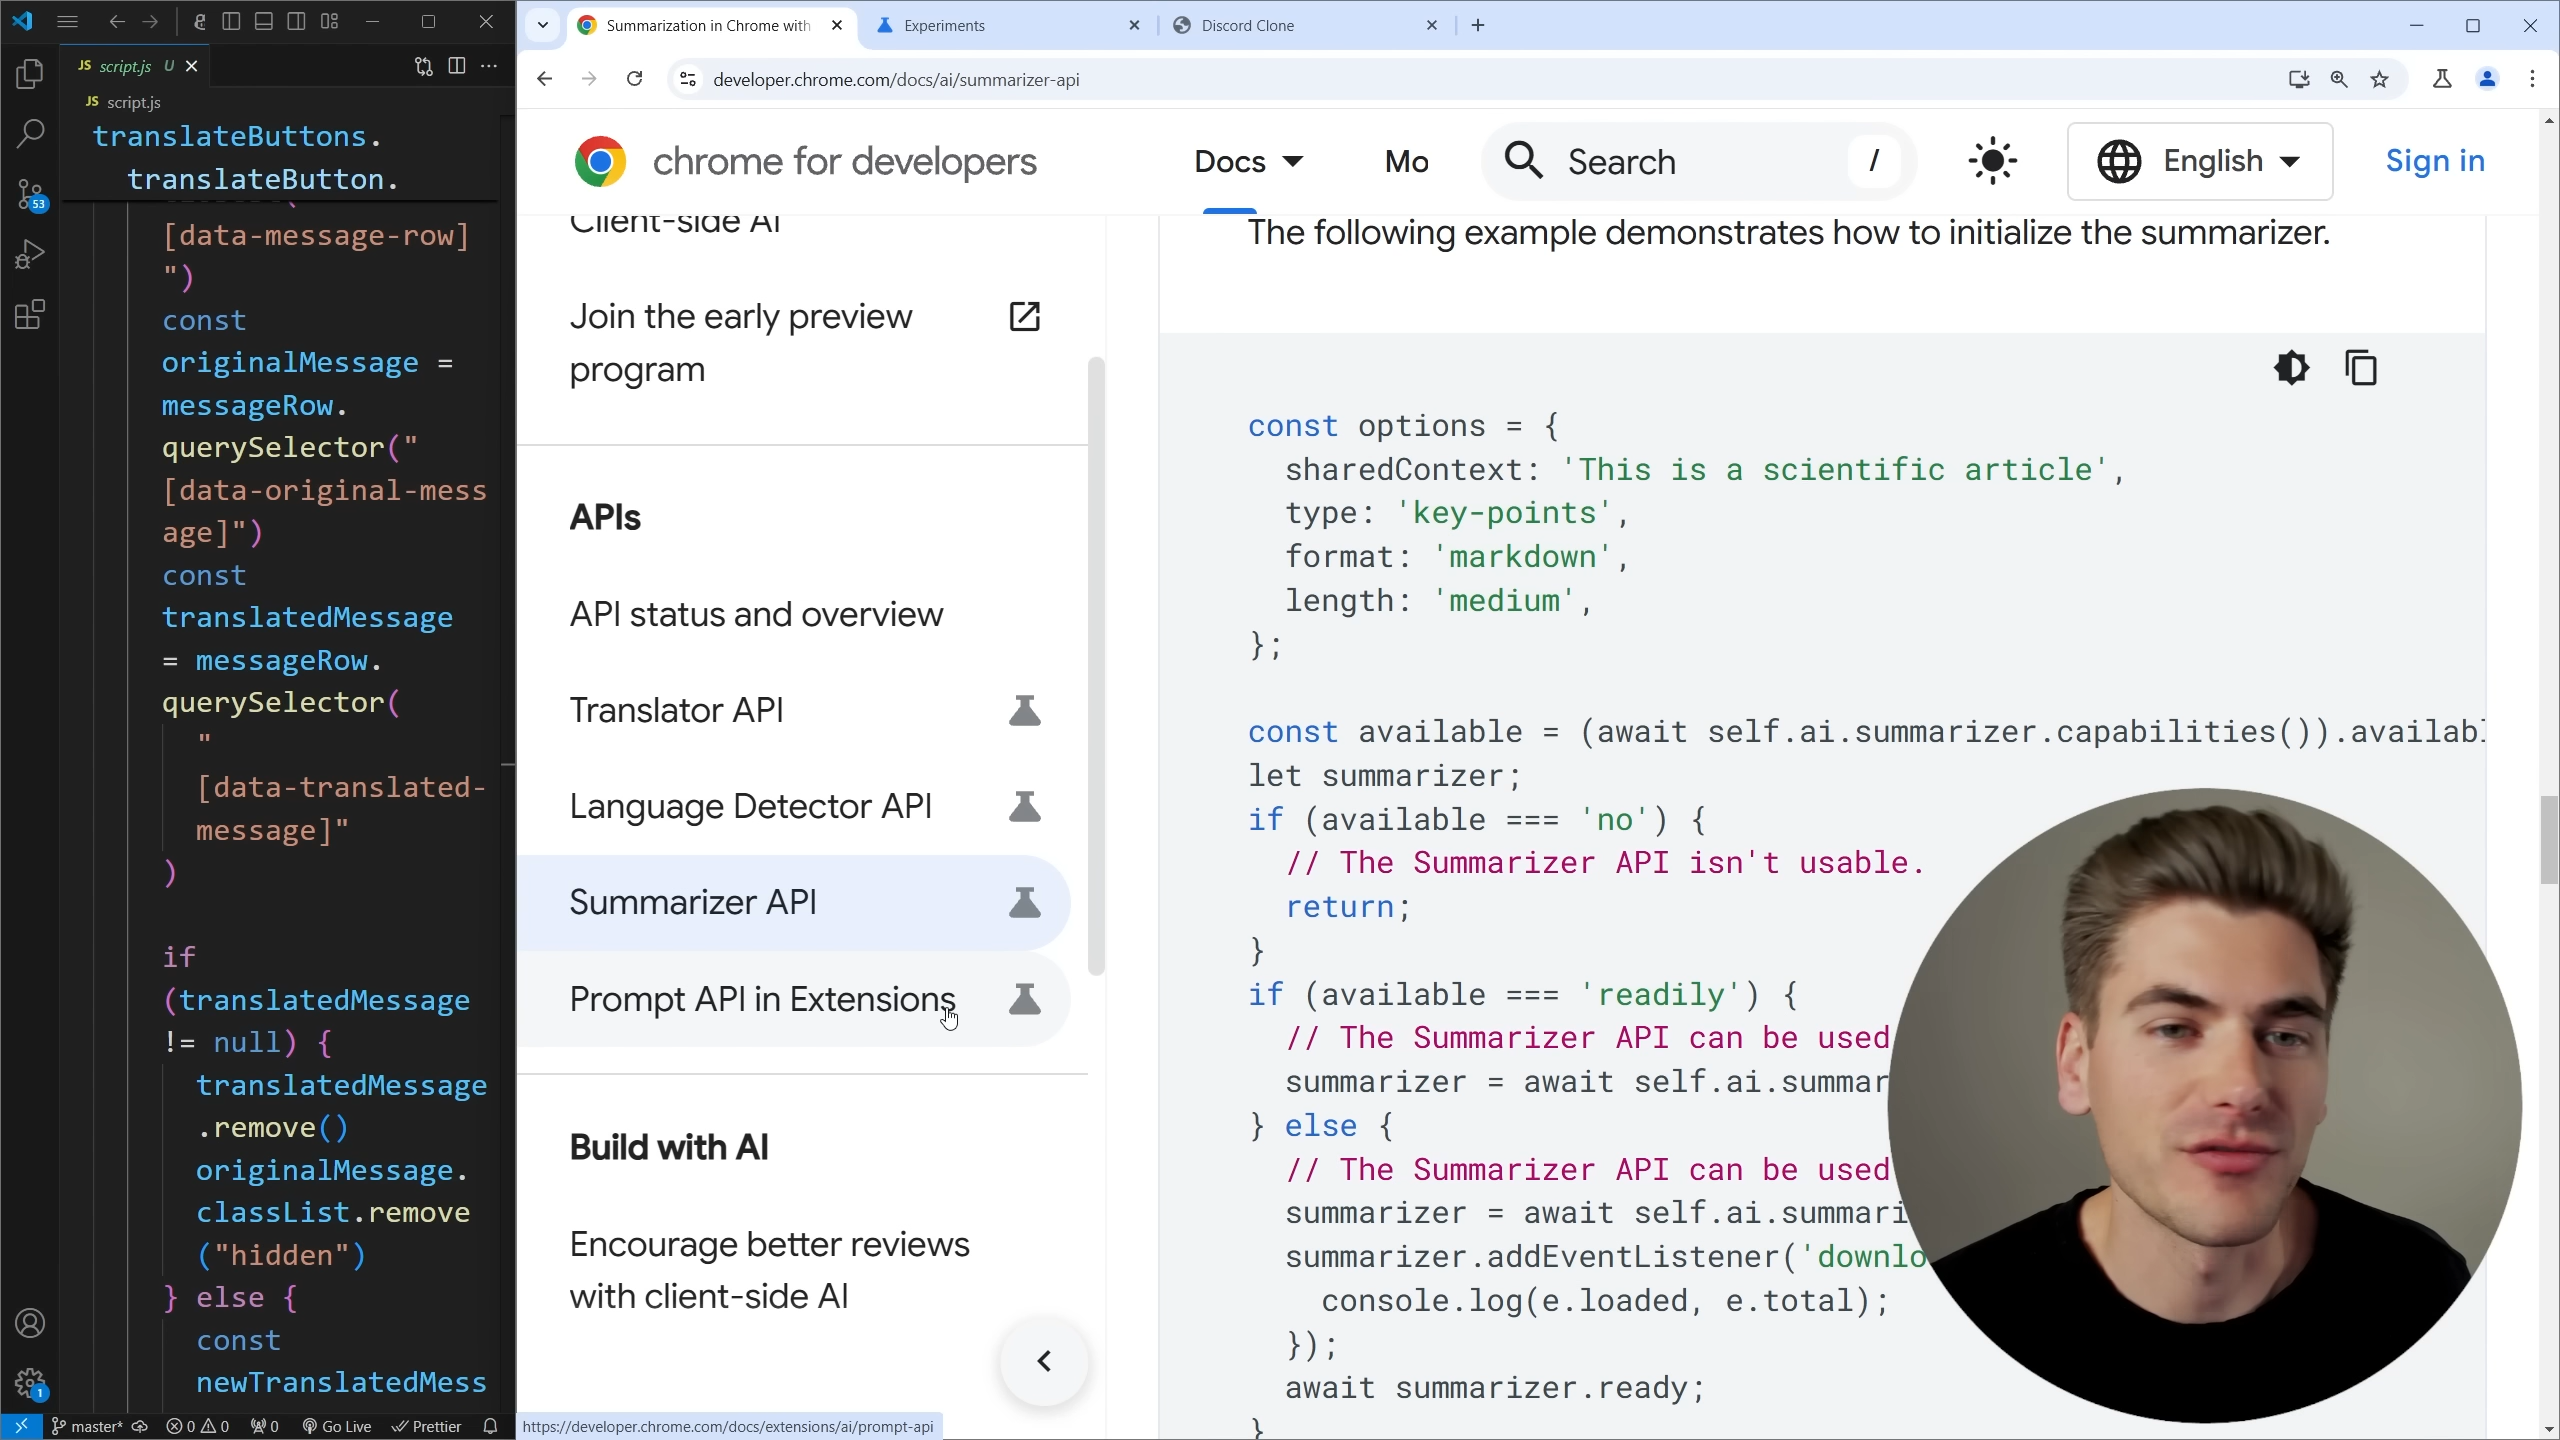 script.js U
script.js
translateButtons.
translateButton.
[data-message-row]
")
const
originalMessage =
messageRow.
querySelector("
[data-original-mess
age]")
const
translatedMessage
= messageRow.
querySelector(
"
[data-translated-
message]"
)
if
(translatedMessage
!= null) {
translatedMessage
.remove()
originalMessage.
classList.remove
("hidden")
} else {
const
newTranslatedMess
53
1
master* 0 0 0 Go Live Prettier
Summarization in Chrome with
Experiments
Discord Clone
developer.chrome.com/docs/ai/summarizer-api
chrome for developers
Docs
Mo
Search
/
English
Sign in
Client-side AI
Join the early preview
program
APIs
API status and overview
Translator API
Language Detector API
Summarizer API
Prompt API in Extensions
Build with AI
Encourage better reviews
with client-side AI
https://developer.chrome.com/docs/extensions/ai/prompt-api
The following example demonstrates how to initialize the summarizer.
const options = {
sharedContext: 'This is a scientific article',
type: 'key-points',
format: 'markdown',
length: 'medium',
};
const available = (await self.ai.summarizer.capabilities()).availabl
let summarizer;
if (available === 'no') {
// The Summarizer API isn't usable.
return;
}
if (available === 'readily') {
// The Summarizer API can be used
summarizer = await self.ai.summar
} else {
// The Summarizer API can be used
summarizer = await self.ai.summari
summarizer.addEventListener('downlo
console.log(e.loaded, e.total);
});
await summarizer.ready;
}